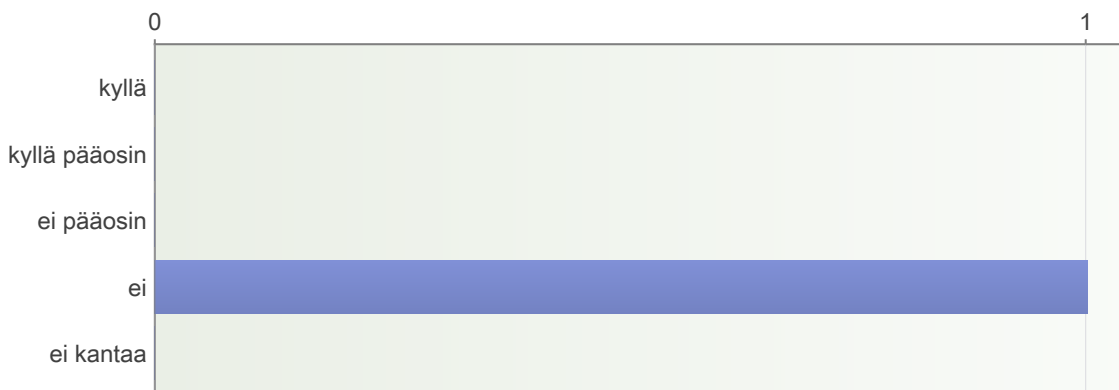 0 1
kyllä
kyllä pääosin
ei pääosin
ei
ei kantaa